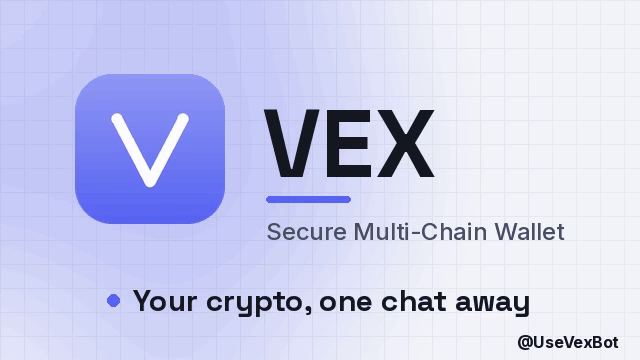 V
VEX
Secure Multi-Chain Wallet
Your crypto, one chat away
@UseVexBot